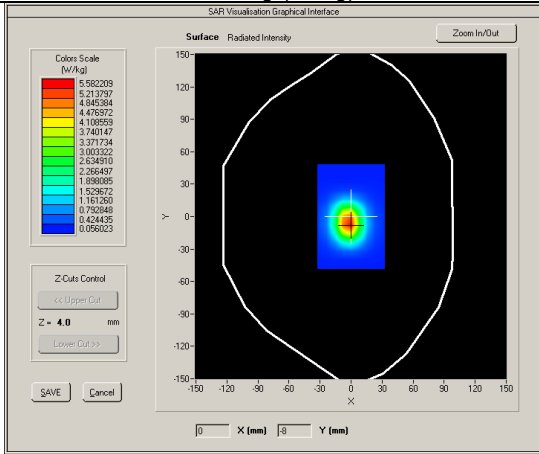 SAR Visualisation Graphical Interface
Surface Radiated Intensity
Zoom In/Out
Colors Scale
(W/kg)
5.582209
5.213797
4.845384
4.476972
4.108559
3.740147
3.371734
3.003322
2.634910
2.266497
1.898085
1.529672
1.161260
0.792848
0.424435
0.056023
Z-Cuts Control
<< Upper Cut
Z = 4.0 mm
Lower Cut >>
SAVE Cancel
150-
120-
90-
60-
30-
0-
-30-
-60-
-90-
-120-
-150-
Y
-150 -120 -90 -60 -30 0 30 60 90 120 150
X
0 X (mm) -8 Y (mm)